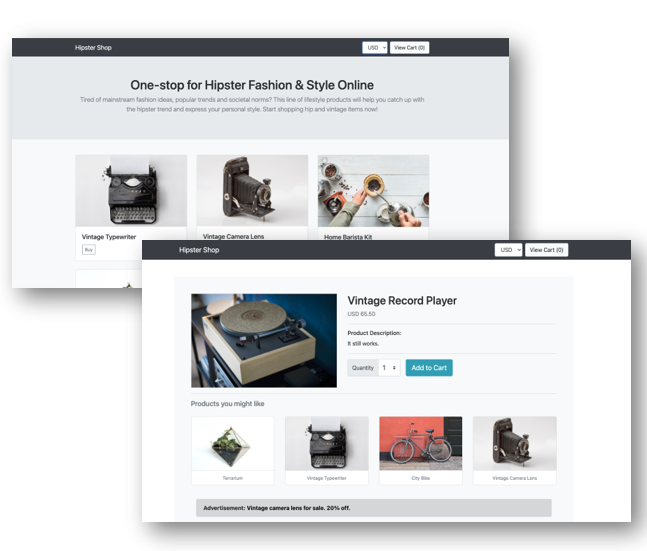 Hipster Shop
USD
View Cart (0)
One-stop for Hipster Fashion & Style Online
Tired of mainstream fashion ideas, popular trends and societal norms? This line of lifestyle products will help you catch up with
the hipster trend and express your personal style. Start shopping hip and vintage items now!
Vintage Typewriter
Vintage Camera Lens
Home Barista Kit
Buy
Hipster Shop
USD
View Cart (0)
Vintage Record Player
USD 65.50
Product Description:
It still works.
Quantity
1
Add to Cart
Products you might like
Terrarium
Vintage Typewriter
City Bike
Vintage Camera Lens
Advertisement: Vintage camera lens for sale. 20% off.